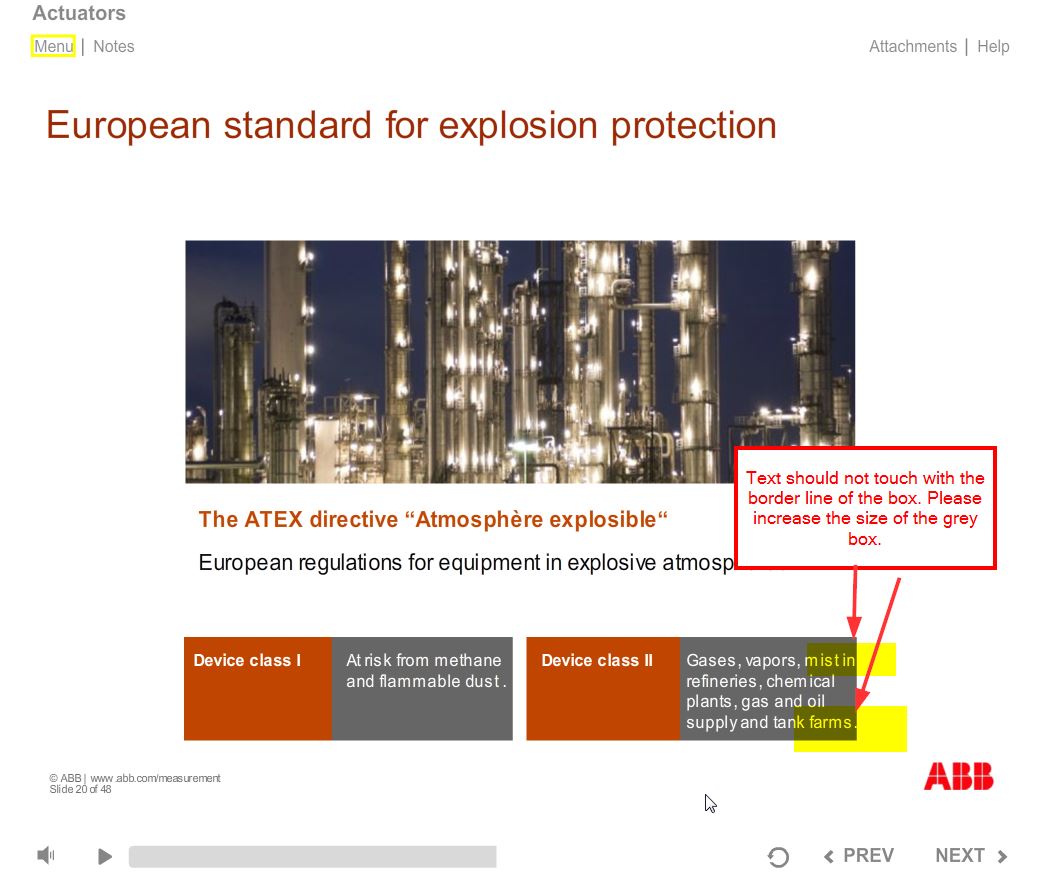 Actuators
Menu | Notes
Attachments | Help
European standard for explosion protection
Text should not touch with the
border line of the box. Please
increase the size of the grey
box.
The ATEX directive “Atmosphère explosible“
European regulations for equipment in explosive
Device class I
At risk from methane
and flammable dust.
Device class II
Gases, vapors, mist in
refineries, chemical
plants, gas and oil
supply and tank farms.
© ABB | www.abb.com/measurement
Slide 20 of 48
ABB
PREV
NEXT